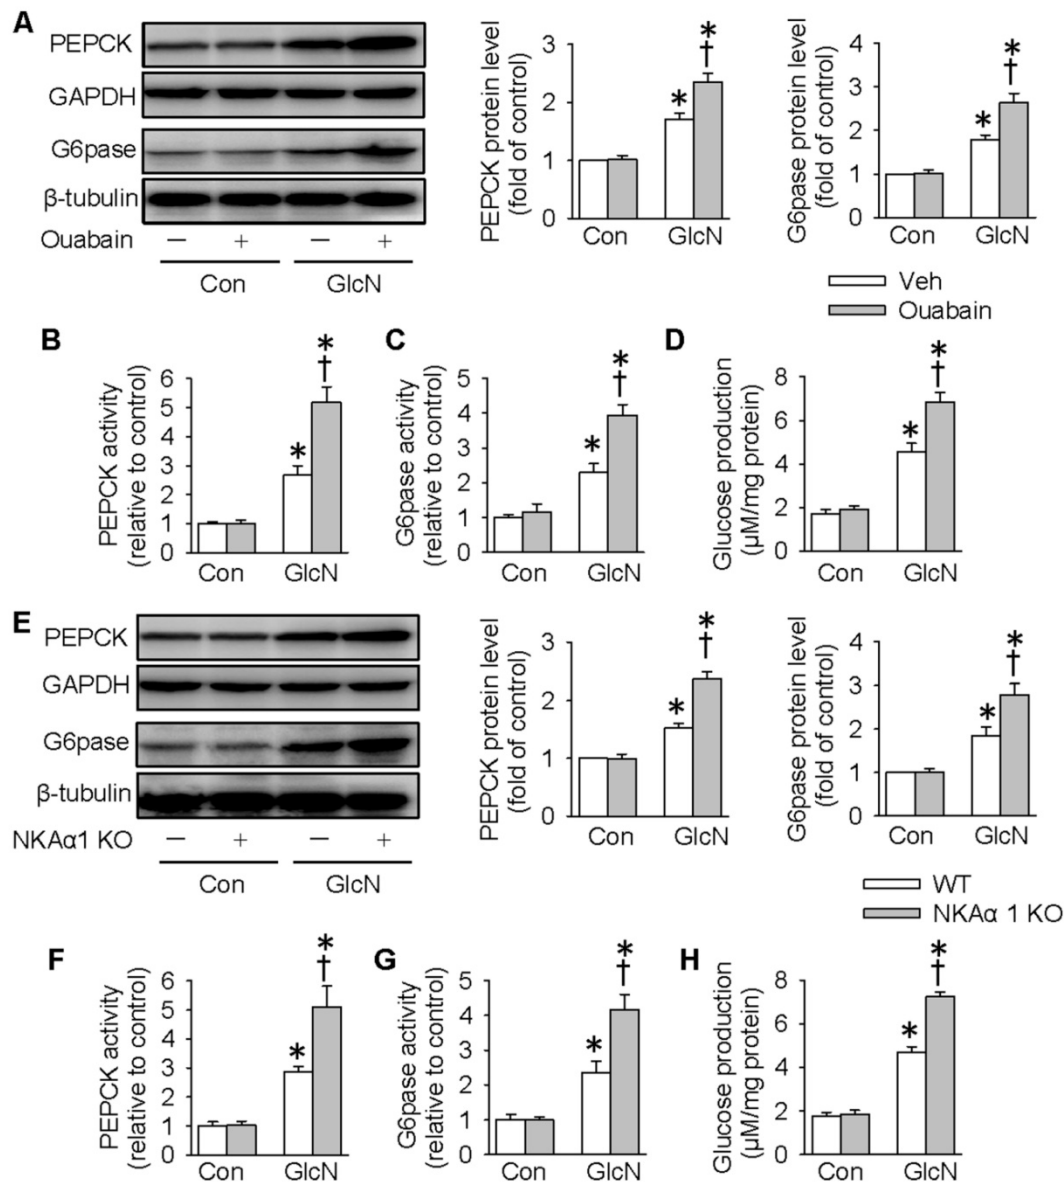 A
PEPCK
GAPDH
G6pase
β-tubulin
Ouabain − + − +
Con GlcN
PEPCK protein level
(fold of control)
3
2
1
0
*
*
†
Con GlcN
G6pase protein level
(fold of control)
4
3
2
1
0
*
*
†
Con GlcN
Veh
Ouabain
B
PEPCK activity
(relative to control)
6
5
4
3
2
1
0
*
*
†
Con GlcN
C
G6pase activity
(relative to control)
5
4
3
2
1
0
*
*
†
Con GlcN
D
Glucose production
(μM/mg protein)
8
6
4
2
0
*
*
†
Con GlcN
E
PEPCK
GAPDH
G6pase
β-tubulin
NKAα1 KO − + − +
Con GlcN
PEPCK protein level
(fold of control)
3
2
1
0
*
*
†
Con GlcN
G6pase protein level
(fold of control)
4
3
2
1
0
*
*
†
Con GlcN
WT
NKAα 1 KO
F
PEPCK activity
(relative to control)
6
5
4
3
2
1
0
*
*
†
Con GlcN
G
G6pase activity
(relative to control)
5
4
3
2
1
0
*
*
†
Con GlcN
H
Glucose production
(μM/mg protein)
8
6
4
2
0
*
*
†
Con GlcN